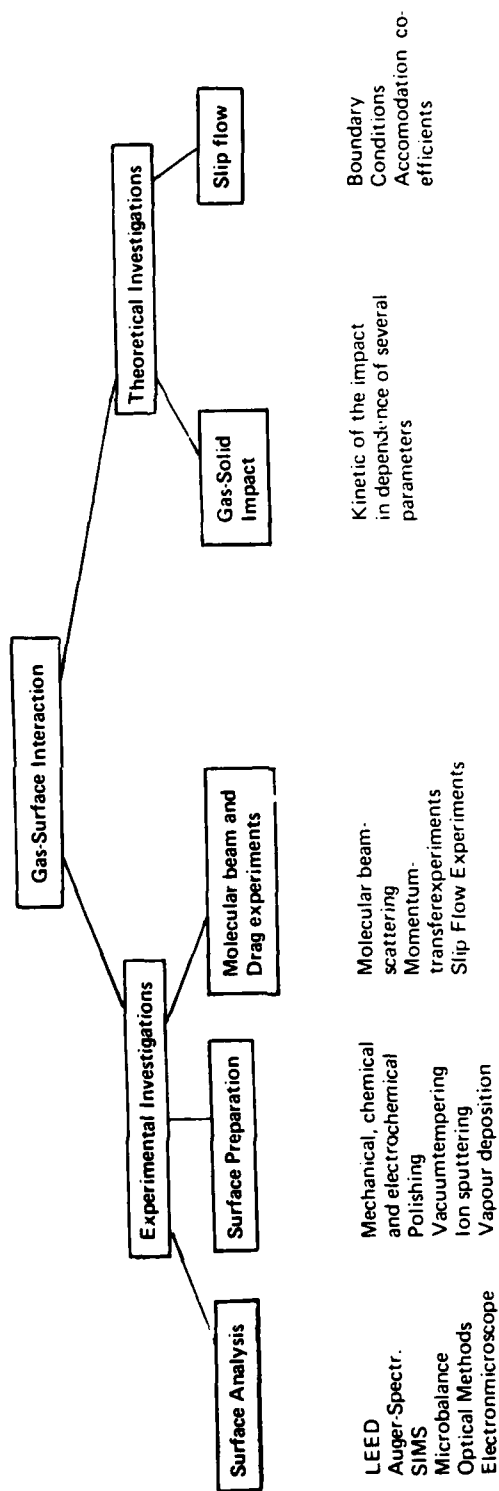 Gas-Surface Interaction
Experimental Investigations
Theoretical Investigations
Surface Analysis
Surface Preparation
Molecular beam and
Drag experiments
Gas-Solid
Impact
Slip flow
LEED
Auger-Spectr.
SIMS
Microbalance
Optical Methods
Electronmicroscope
Mechanical, chemical
and electrochemical
Polishing
Vacuumtempering
Ion sputtering
Vapour deposition
Molecular beam-
scattering
Momentum-
transferexperiments
Slip Flow Experiments
Kinetic of the impact
in dependence of several
parameters
Boundary
Conditions
Accomodation co-
efficients